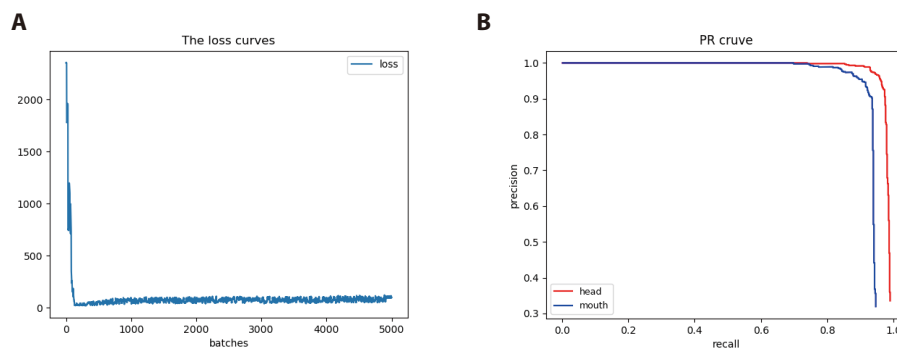 A
The loss curves
loss
2000
1500
1000
500
0
0 1000 2000 3000 4000 5000
batches
B
PR cruve
1.0
0.9
0.8
0.7
0.6
0.5
0.4
0.3
precision
head
mouth
0.0 0.2 0.4 0.6 0.8 1.0
recall